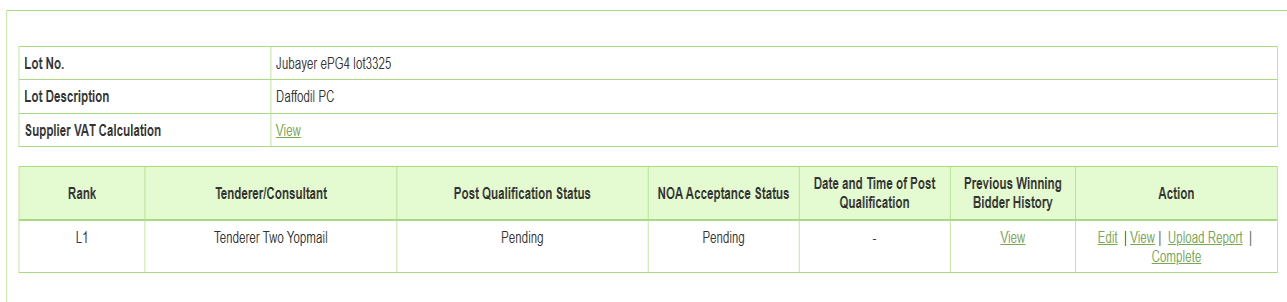 Lot No. Jubayer ePG4 lot3325
Lot Description Daffodil PC
Supplier VAT Calculation View
Rank Tenderer/Consultant Post Qualification Status NOA Acceptance Status Date and Time of Post Qualification Previous Winning Bidder History Action
L1 Tenderer Two Yopmail Pending Pending - View Edit | View | Upload Report |
Complete